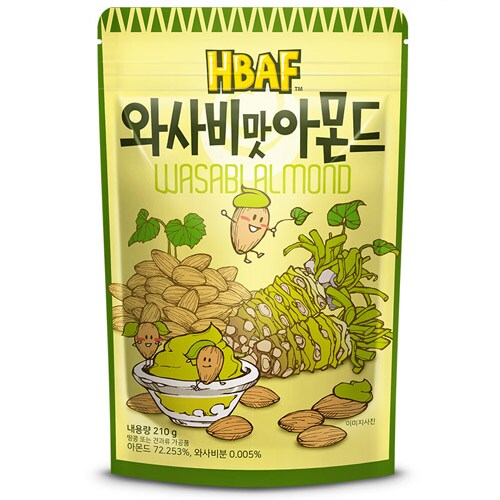 HBAF™
와사비맛아몬드
WASABI ALMOND
내용량 210 g
땅콩 또는 견과류 가공품
아몬드 72.253%, 와사비분 0.005%
이미지사진